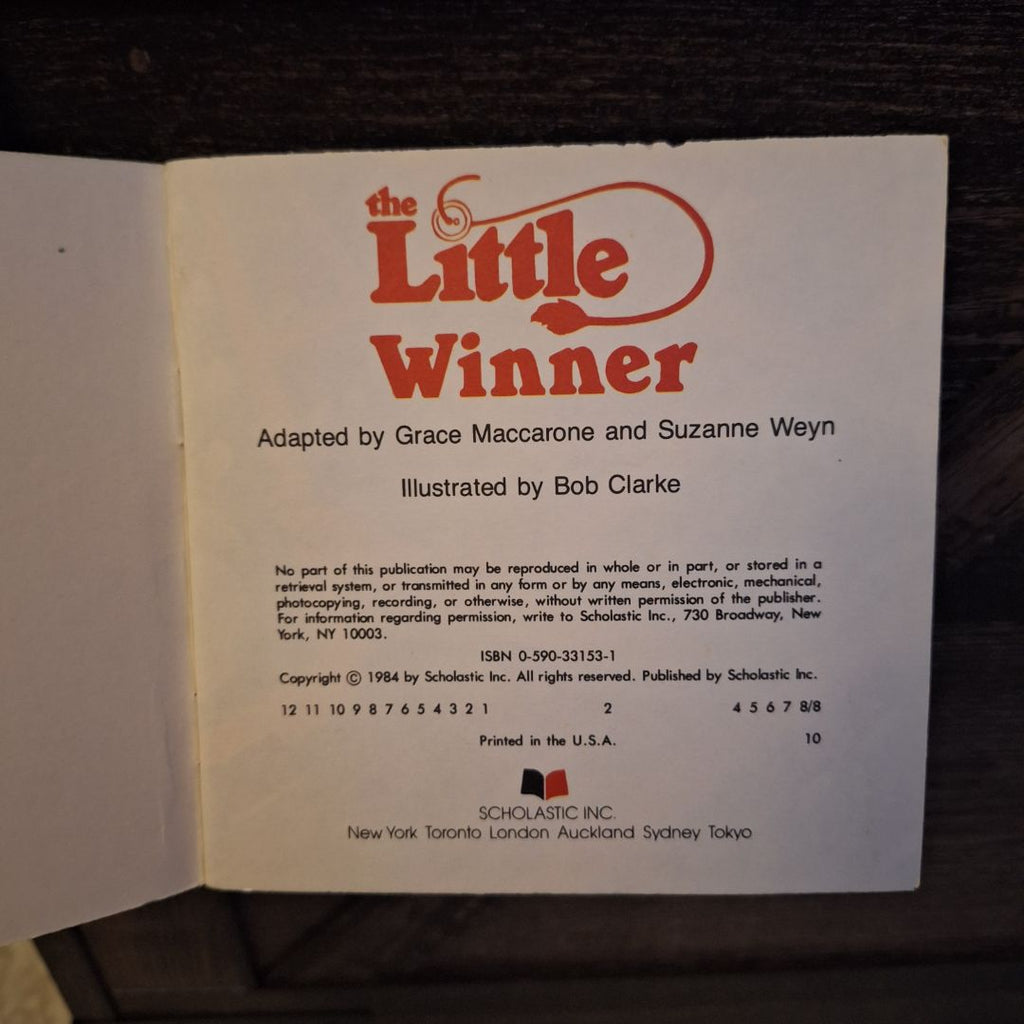 the
Little
Winner
Adapted by Grace Maccarone and Suzanne Weyn
Illustrated by Bob Clarke
No part of this publication may be reproduced in whole or in part, or stored in a
retrieval system, or transmitted in any form or by any means, electronic, mechanical,
photocopying, recording, or otherwise, without written permission of the publisher.
For information regarding permission, write to Scholastic Inc., 730 Broadway, New
York, NY 10003.
ISBN 0-590-33153-1
Copyright © 1984 by Scholastic Inc. All rights reserved. Published by Scholastic Inc.
12 11 10 9 8 7 6 5 4 3 2 1 2 4 5 6 7 8/8
Printed in the U.S.A. 10
SCHOLASTIC INC.
New York Toronto London Auckland Sydney Tokyo